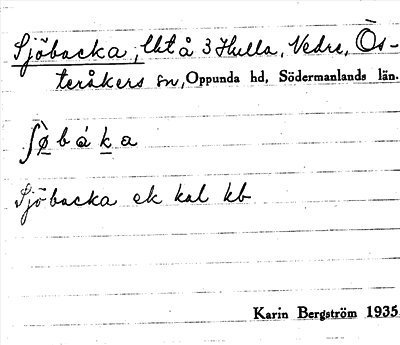 Sjöbacka, lht å 3 Hulla, Vedre, Ös-
teråkers sn, Oppunda hd, Södermanlands län.
ʃø̀ b á k a
Sjöbacka ek kal kb
Karin Bergström 1935